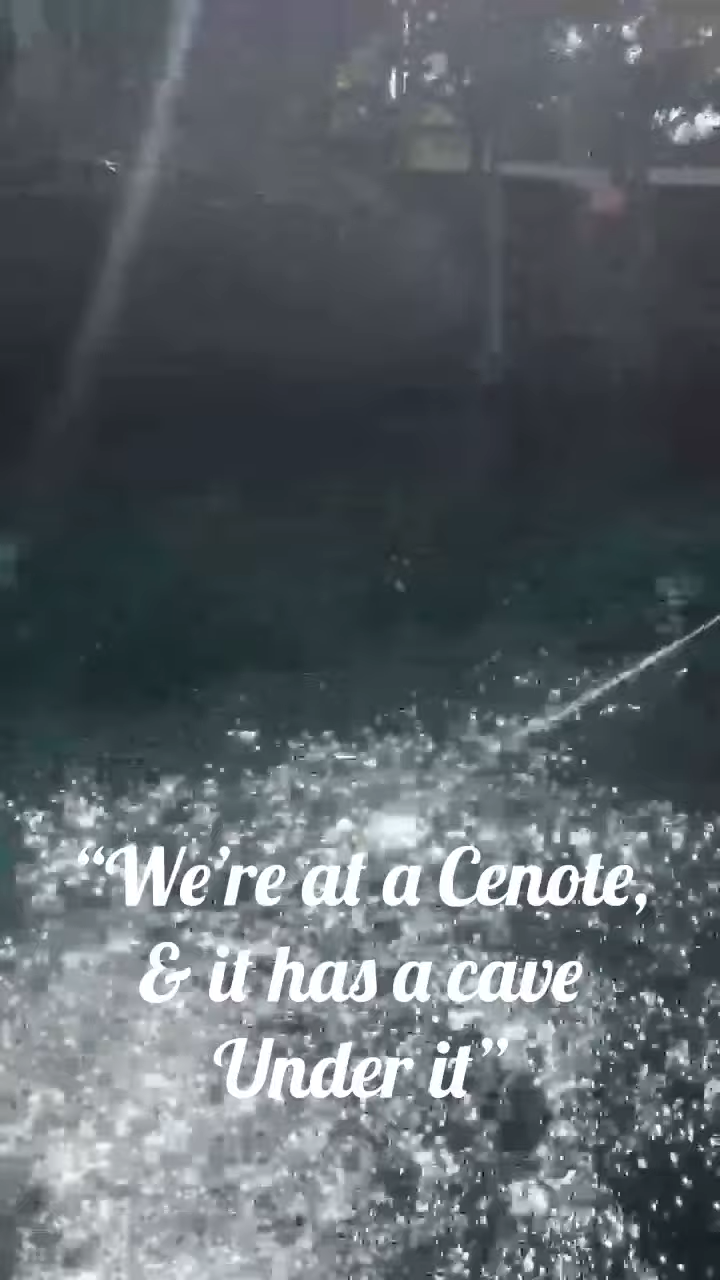 “We’re at a Cenote,
& it has a cave
Under it”